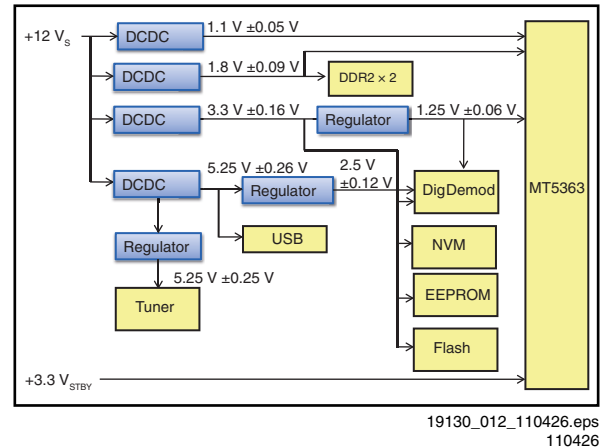 +12 VS
DCDC
1.1 V ±0.05 V
DCDC
1.8 V ±0.09 V
DDR2 × 2
DCDC
3.3 V ±0.16 V
Regulator
1.25 V ±0.06 V
DCDC
5.25 V ±0.26 V
Regulator
2.5 V
±0.12 V
DigDemod
MT5363
USB
NVM
Regulator
5.25 V ±0.25 V
Tuner
EEPROM
Flash
+3.3 VSTBY
19130_012_110426.eps
110426